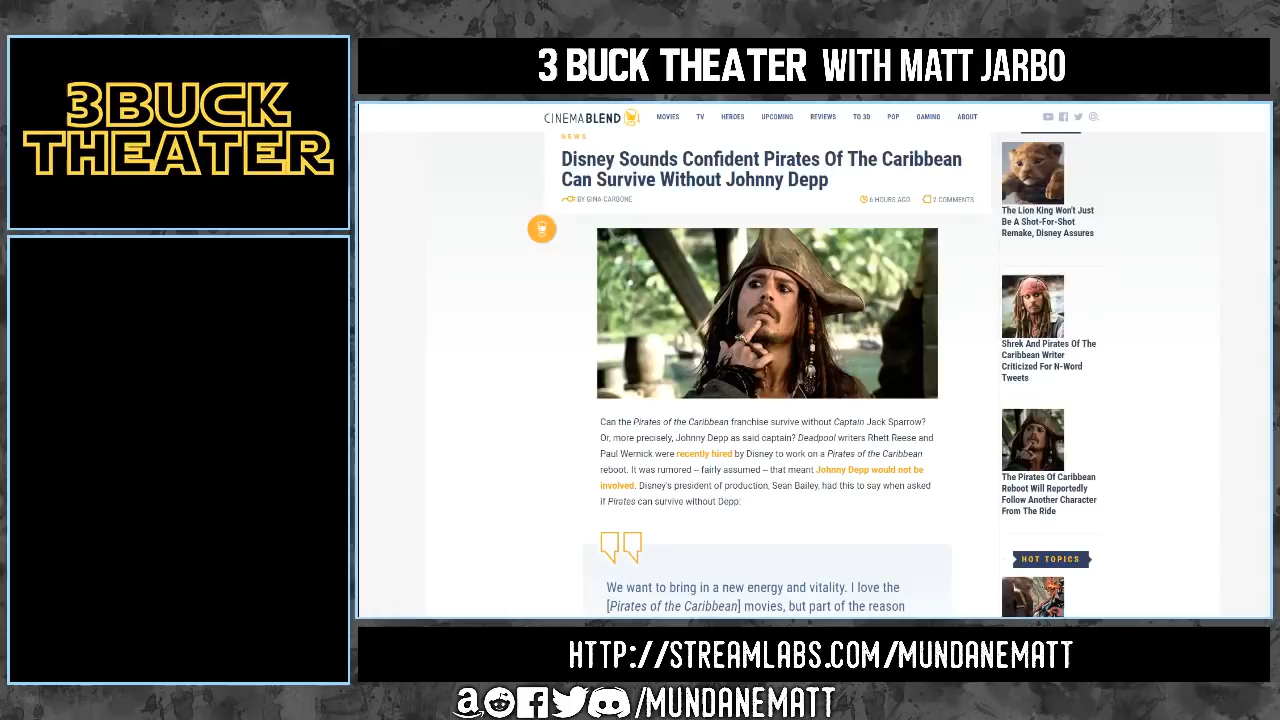 3BUCK
THEATER
3 BUCK THEATER WITH MATT JARBO
CINEMABLEND
MOVIES TV HEROES UPCOMING REVIEWS TO 3D POP GAMING ABOUT
NEWS
Disney Sounds Confident Pirates Of The Caribbean
Can Survive Without Johnny Depp
BY GINA CARBONE
6 HOURS AGO
2 COMMENTS
Can the Pirates of the Caribbean franchise survive without Captain Jack Sparrow?
Or, more precisely, Johnny Depp as said captain? Deadpool writers Rhett Reese and
Paul Wernick were recently hired by Disney to work on a Pirates of the Caribbean
reboot. It was rumored -- fairly assumed -- that meant Johnny Depp would not be
involved. Disney's president of production, Sean Bailey, had this to say when asked
if Pirates can survive without Depp:
We want to bring in a new energy and vitality. I love the
[Pirates of the Caribbean] movies, but part of the reason
The Lion King Won't Just
Be A Shot-For-Shot
Remake, Disney Assures
Shrek And Pirates Of The
Caribbean Writer
Criticized For N-Word
Tweets
The Pirates Of Caribbean
Reboot Will Reportedly
Follow Another Character
From The Ride
HOT TOPICS
HTTP://STREAMLABS.COM/MUNDANEMATT
/MUNDANEMATT